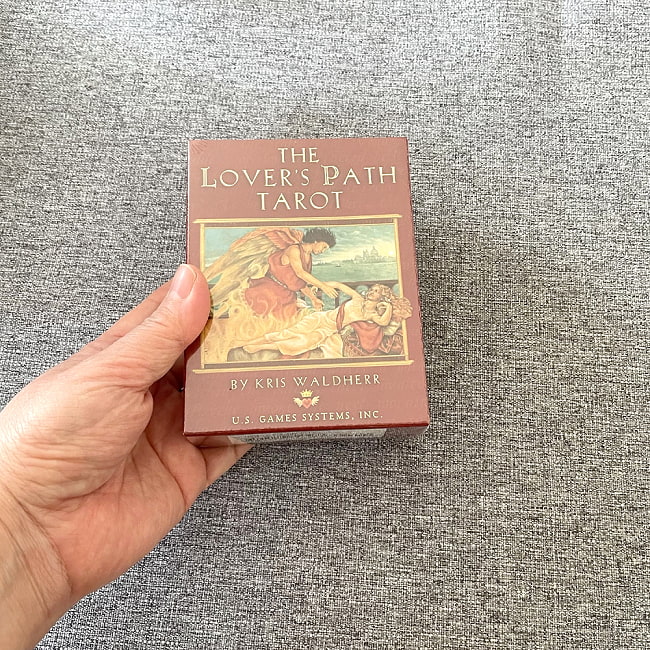 THE
LOVER'S PATH
TAROT
BY KRIS WALDHERR
U.S. GAMES SYSTEMS, INC.